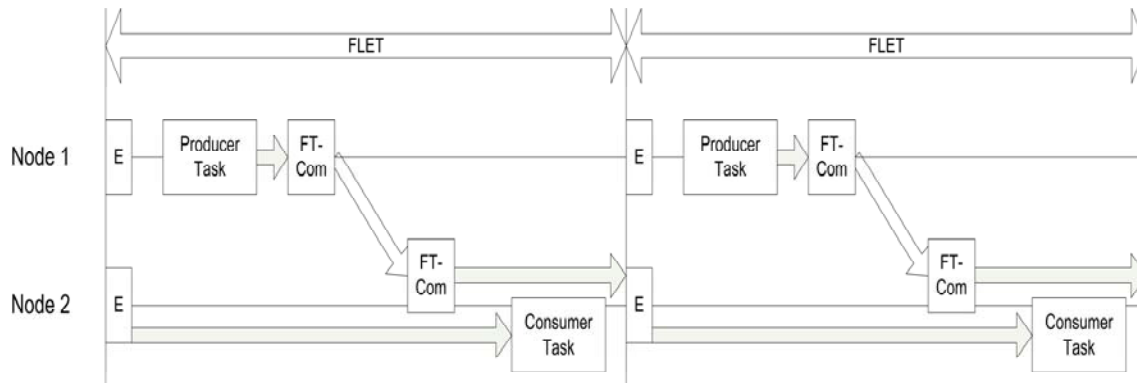 FLET
FLET
Node 1
E
Producer
Task
FT-
Com
E
Producer
Task
FT-
Com
Node 2
E
FT-
Com
Consumer
Task
E
FT-
Com
Consumer
Task